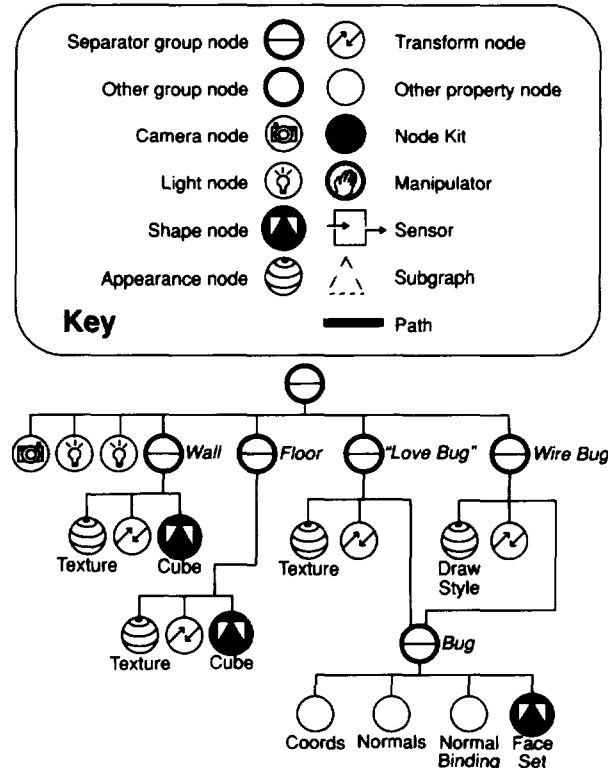 Separator group node Transform node
Other group node Other property node
Camera node Node Kit
Light node Manipulator
Shape node Sensor
Appearance node Subgraph
Key Path
Wall Floor "Love Bug" Wire Bug
Texture Cube Texture Draw
Style
Texture Cube
Bug
Coords Normals Normal Face
Binding Set